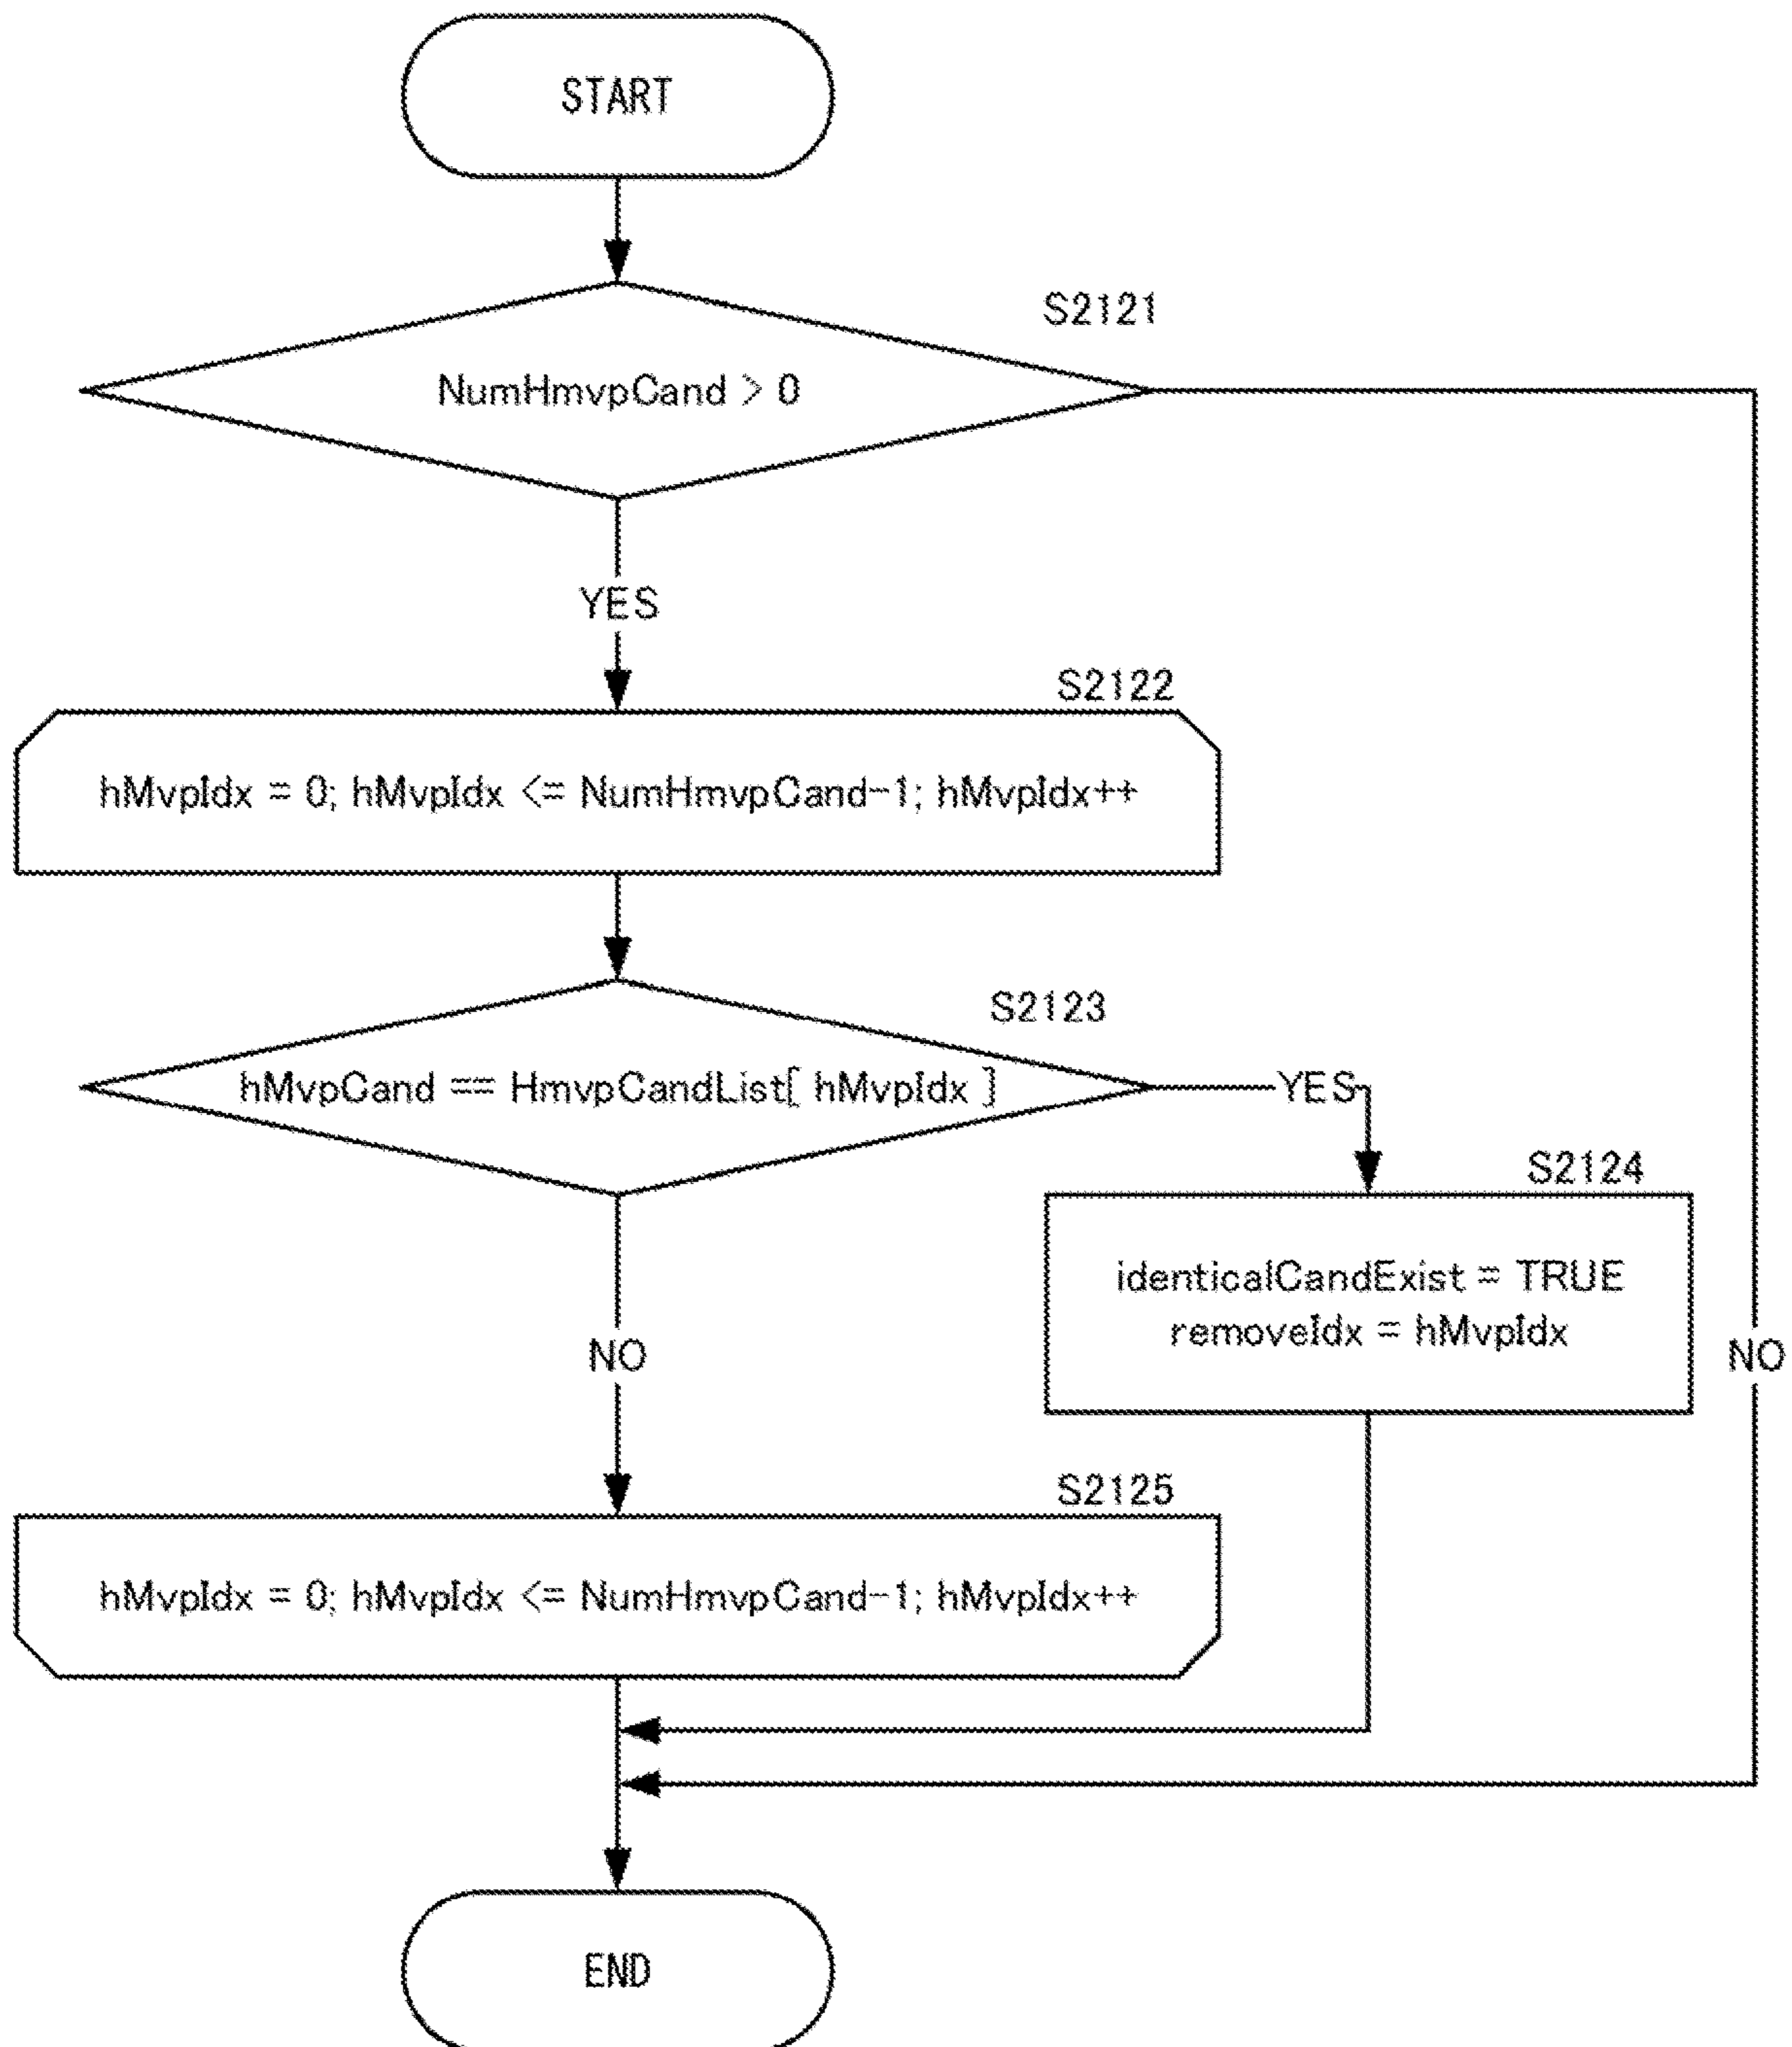 START
S2121
NumHmvpCand > 0
YES
S2122
hMvpIdx = 0; hMvpIdx <= NumHmvpCand-1; hMvpIdx++
S2123
hMvpCand == HmvpCandList[ hMvpIdx ]
YES
S2124
identicalCandExist = TRUE
removeIdx = hMvpIdx
NO
NO
S2125
hMvpIdx = 0; hMvpIdx <= NumHmvpCand-1; hMvpIdx++
END